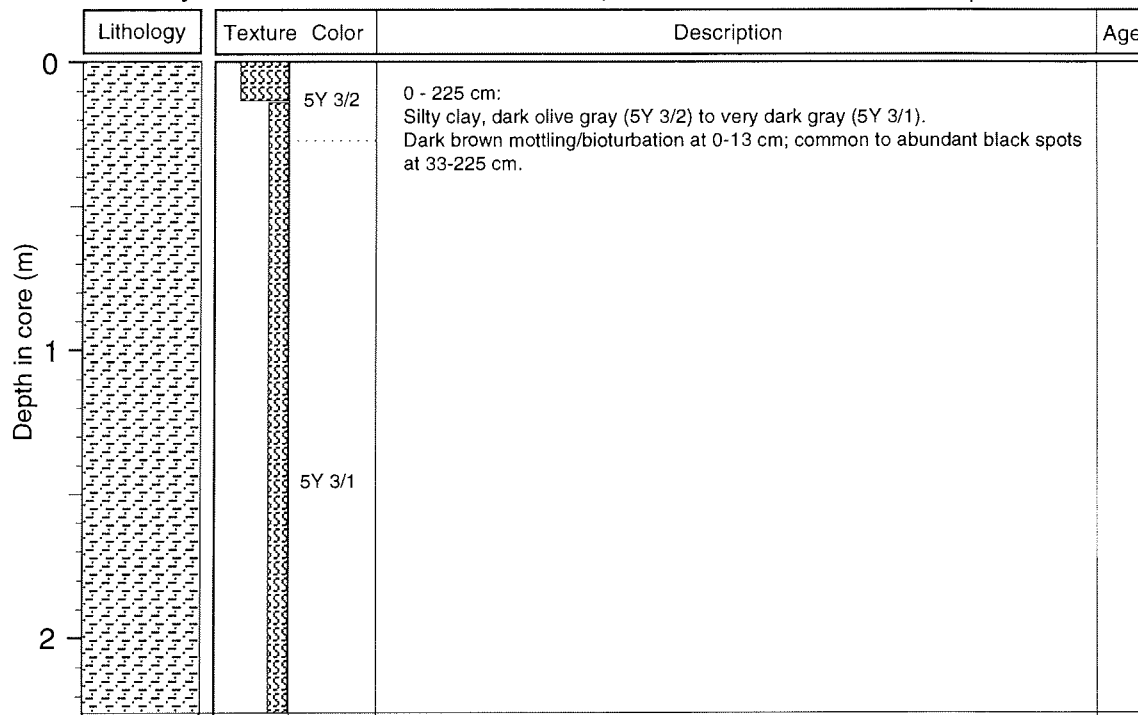 Lithology Texture Color Description Age
0
5Y 3/2
0 - 225 cm:
Silty clay, dark olive gray (5Y 3/2) to very dark gray (5Y 3/1).
Dark brown mottling/bioturbation at 0-13 cm; common to abundant black spots
at 33-225 cm.
Depth in core (m)
1
5Y 3/1
2